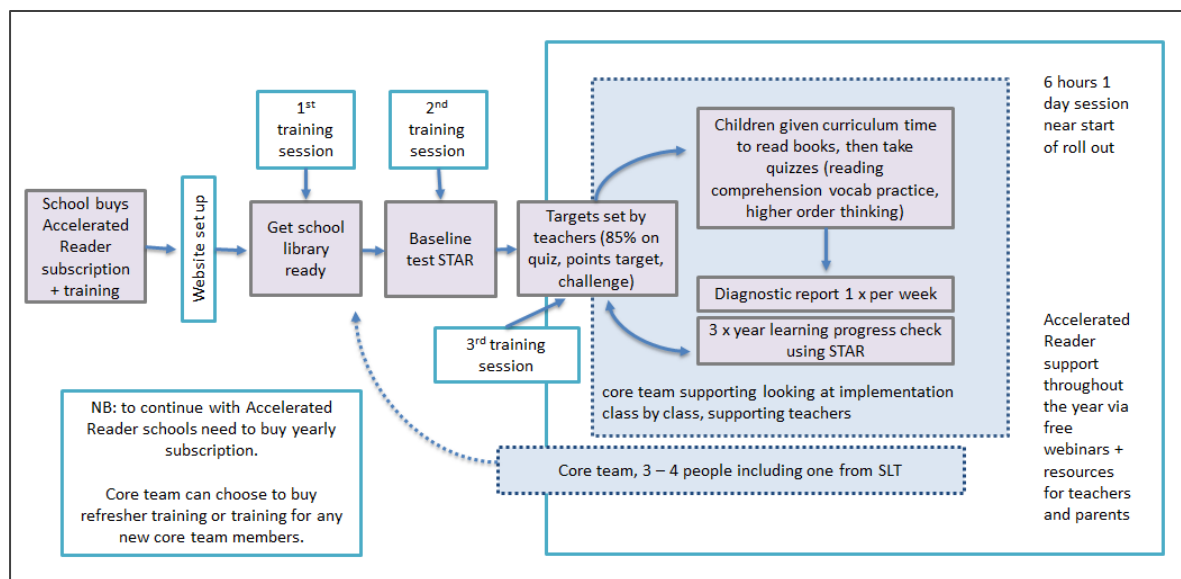 School buys
Accelerated
Reader
subscription
+ training
Website set up
1st
training
session
Get school
library
ready
2nd
training
session
Baseline
test STAR
Targets set by
teachers (85% on
quiz, points target,
challenge)
3rd training
session
Children given curriculum time
to read books, then take
quizzes (reading
comprehension vocab practice,
higher order thinking)
Diagnostic report 1 x per week
3 x year learning progress check
using STAR
core team supporting looking at implementation
class by class, supporting teachers
Core team, 3 – 4 people including one from SLT
6 hours 1
day session
near start
of roll out
Accelerated
Reader
support
throughout
the year via
free
webinars +
resources
for teachers
and parents
NB: to continue with Accelerated
Reader schools need to buy yearly
subscription.
Core team can choose to buy
refresher training or training for any
new core team members.